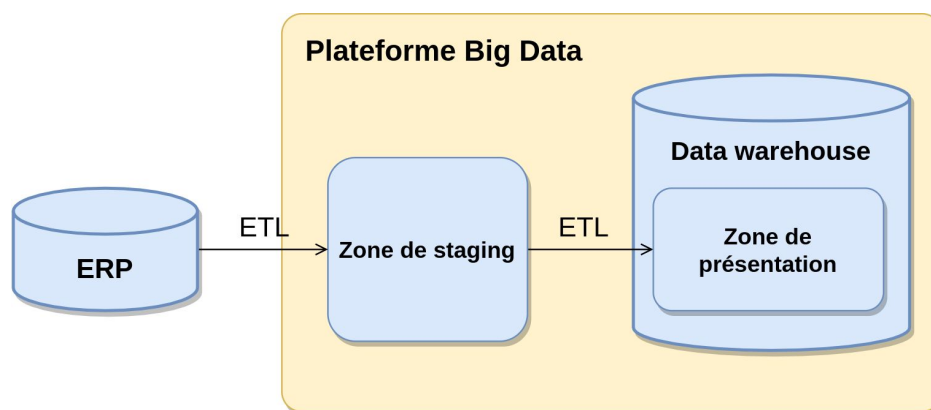 Plateforme Big Data
Data warehouse
ETL
ETL
ERP
Zone de staging
Zone de
présentation